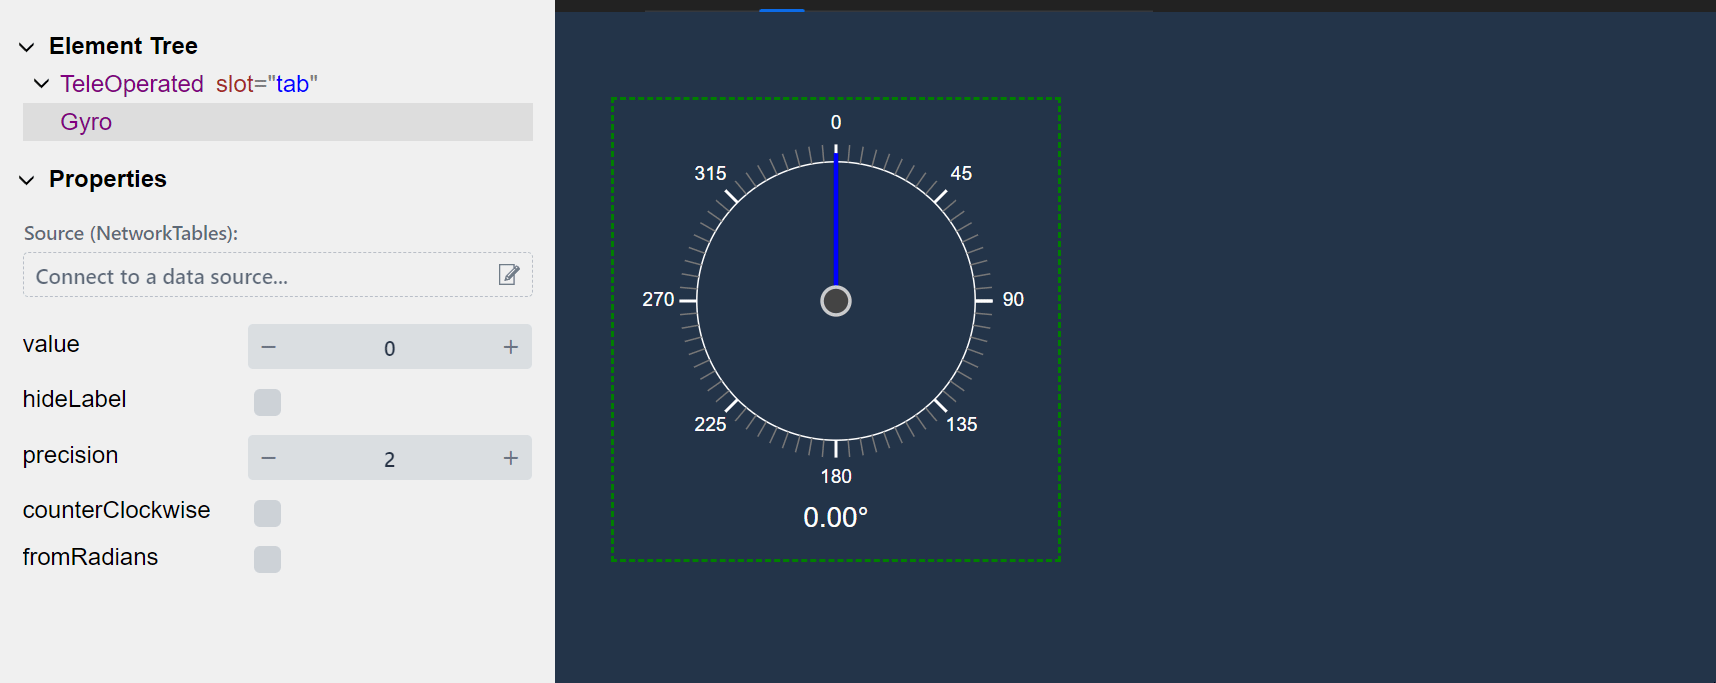 Element Tree
TeleOperated slot="tab"
Gyro
Properties
Source (NetworkTables):
Connect to a data source...
value
− 0 +
hideLabel
precision
− 2 +
counterClockwise
fromRadians
0
315
45
270
90
225
135
180
0.00°